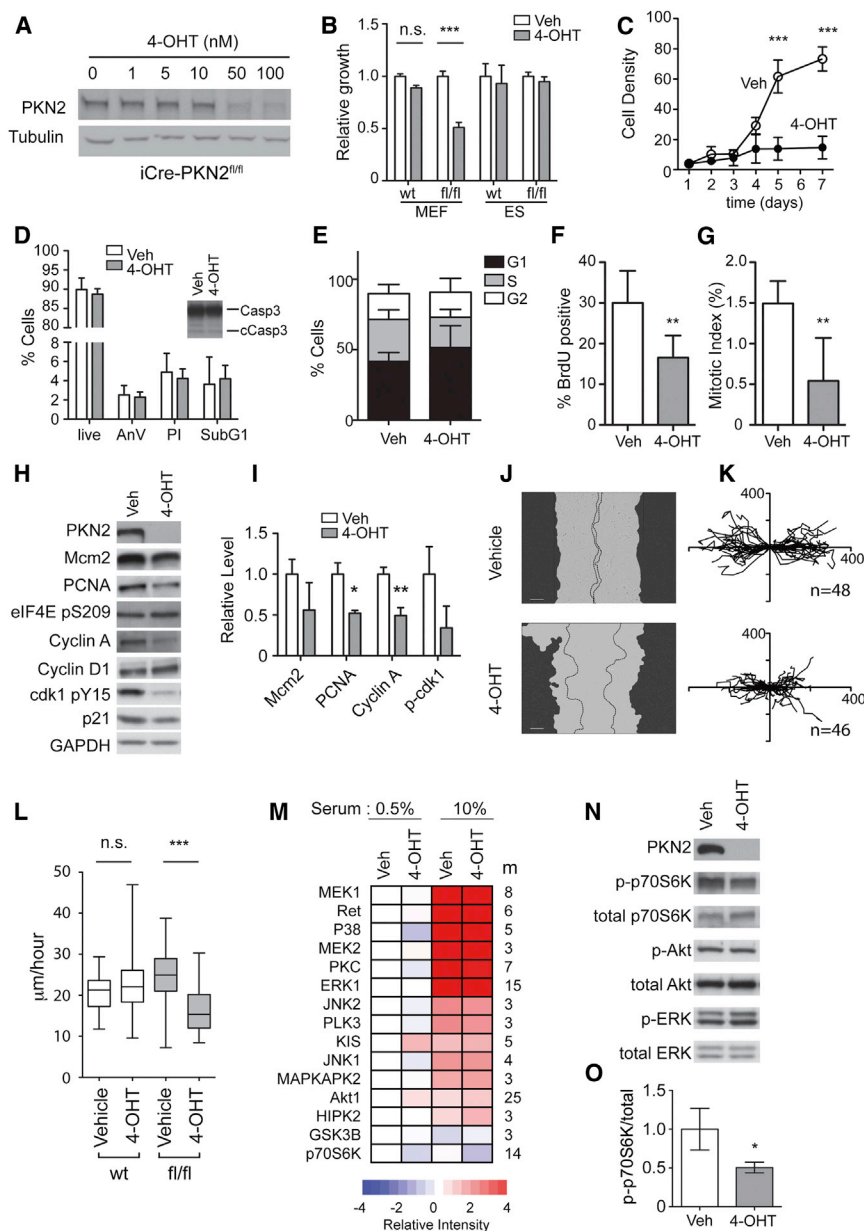 A
4-OHT (nM)
0 1 5 10 50 100
PKN2
Tubulin
iCre-PKN2fl/fl
B
Veh
4-OHT
n.s. ***
Relative growth
1.5
1.0
0.5
0
wt fl/fl wt fl/fl
MEF ES
C
*** ***
Veh
4-OHT
Cell Density
100
80
60
40
20
0
1 2 3 4 5 6 7
time (days)
D
Veh
4-OHT
Veh
4-OHT
Casp3
cCasp3
% Cells
100
95
90
85
80
8
6
4
2
0
live AnV PI SubG1
E
G1
S
G2
% Cells
100
50
0
Veh 4-OHT
F
% BrdU positive
40
30
20
10
0
**
Veh 4-OHT
G
Mitotic Index (%)
2.0
1.5
1.0
0.5
0.0
**
Veh 4-OHT
H
Veh
4-OHT
PKN2
Mcm2
PCNA
eIF4E pS209
Cyclin A
Cyclin D1
cdk1 pY15
p21
GAPDH
I
Veh
4-OHT
Relative Level
1.5
1.0
0.5
0.0
* **
Mcm2
PCNA
Cyclin A
p-cdk1
J
Vehicle
4-OHT
K
400
400
n=48
400
400
n=46
L
n.s. ***
µm/hour
50
40
30
20
10
0
Vehicle
4-OHT
Vehicle
4-OHT
wt fl/fl
M
Serum : 0.5% 10%
Veh
4-OHT
Veh
4-OHT
m
MEK1 8
Ret 6
P38 5
MEK2 3
PKC 7
ERK1 15
JNK2 3
PLK3 3
KIS 5
JNK1 4
MAPKAPK2 3
Akt1 25
HIPK2 3
GSK3B 3
p70S6K 14
-4 -2 0 2 4
Relative Intensity
N
Veh
4-OHT
PKN2
p-p70S6K
total p70S6K
p-Akt
total Akt
p-ERK
total ERK
O
p-p70S6K/total
1.5
1.0
0.5
0
*
Veh 4-OHT